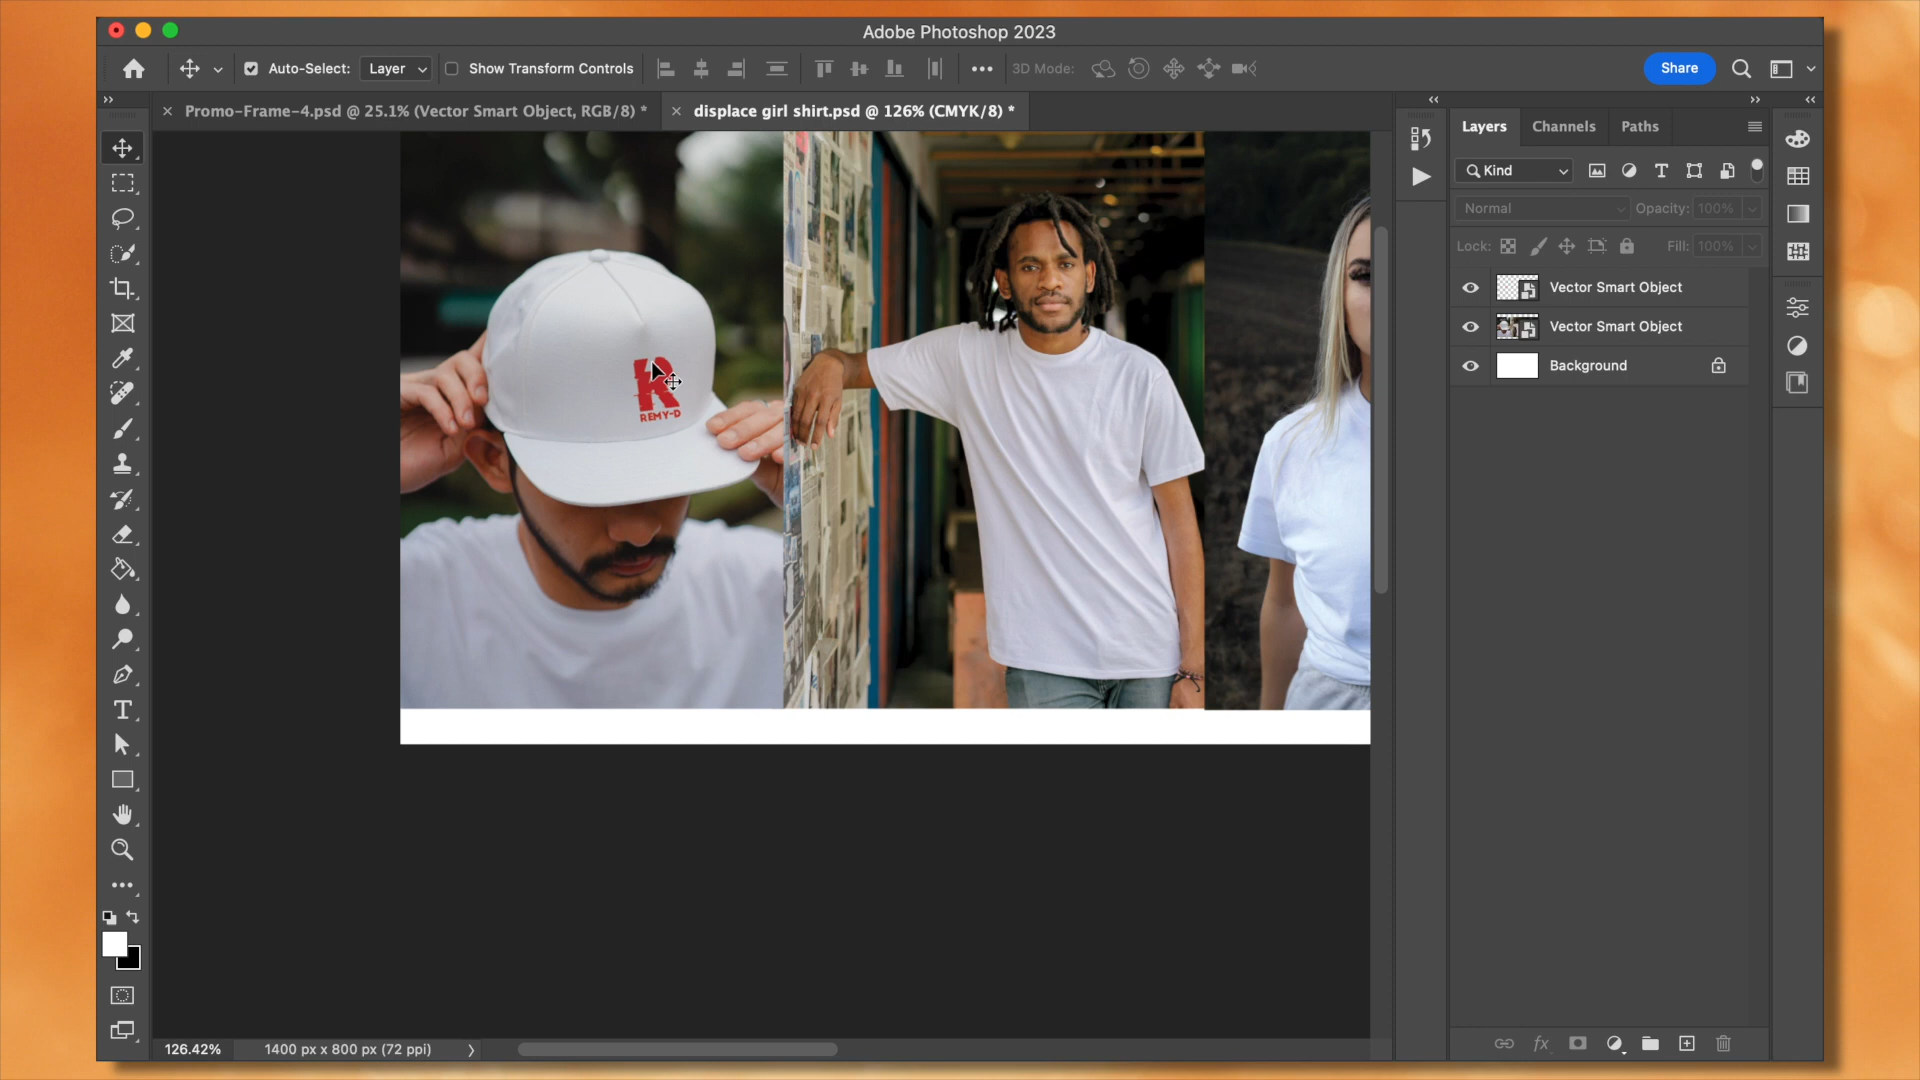 Adobe Photoshop 2023
Auto-Select: Layer Show Transform Controls 3D Mode: Share
Promo-Frame-4.psd @ 25.1% (Vector Smart Object, RGB/8) *
displace girl shirt.psd @ 126% (CMYK/8) *
Layers Channels Paths
Kind
Normal Opacity: 100%
Lock: Fill: 100%
Vector Smart Object
Vector Smart Object
Background
R
REMY-D
126.42% 1400 px x 800 px (72 ppi)